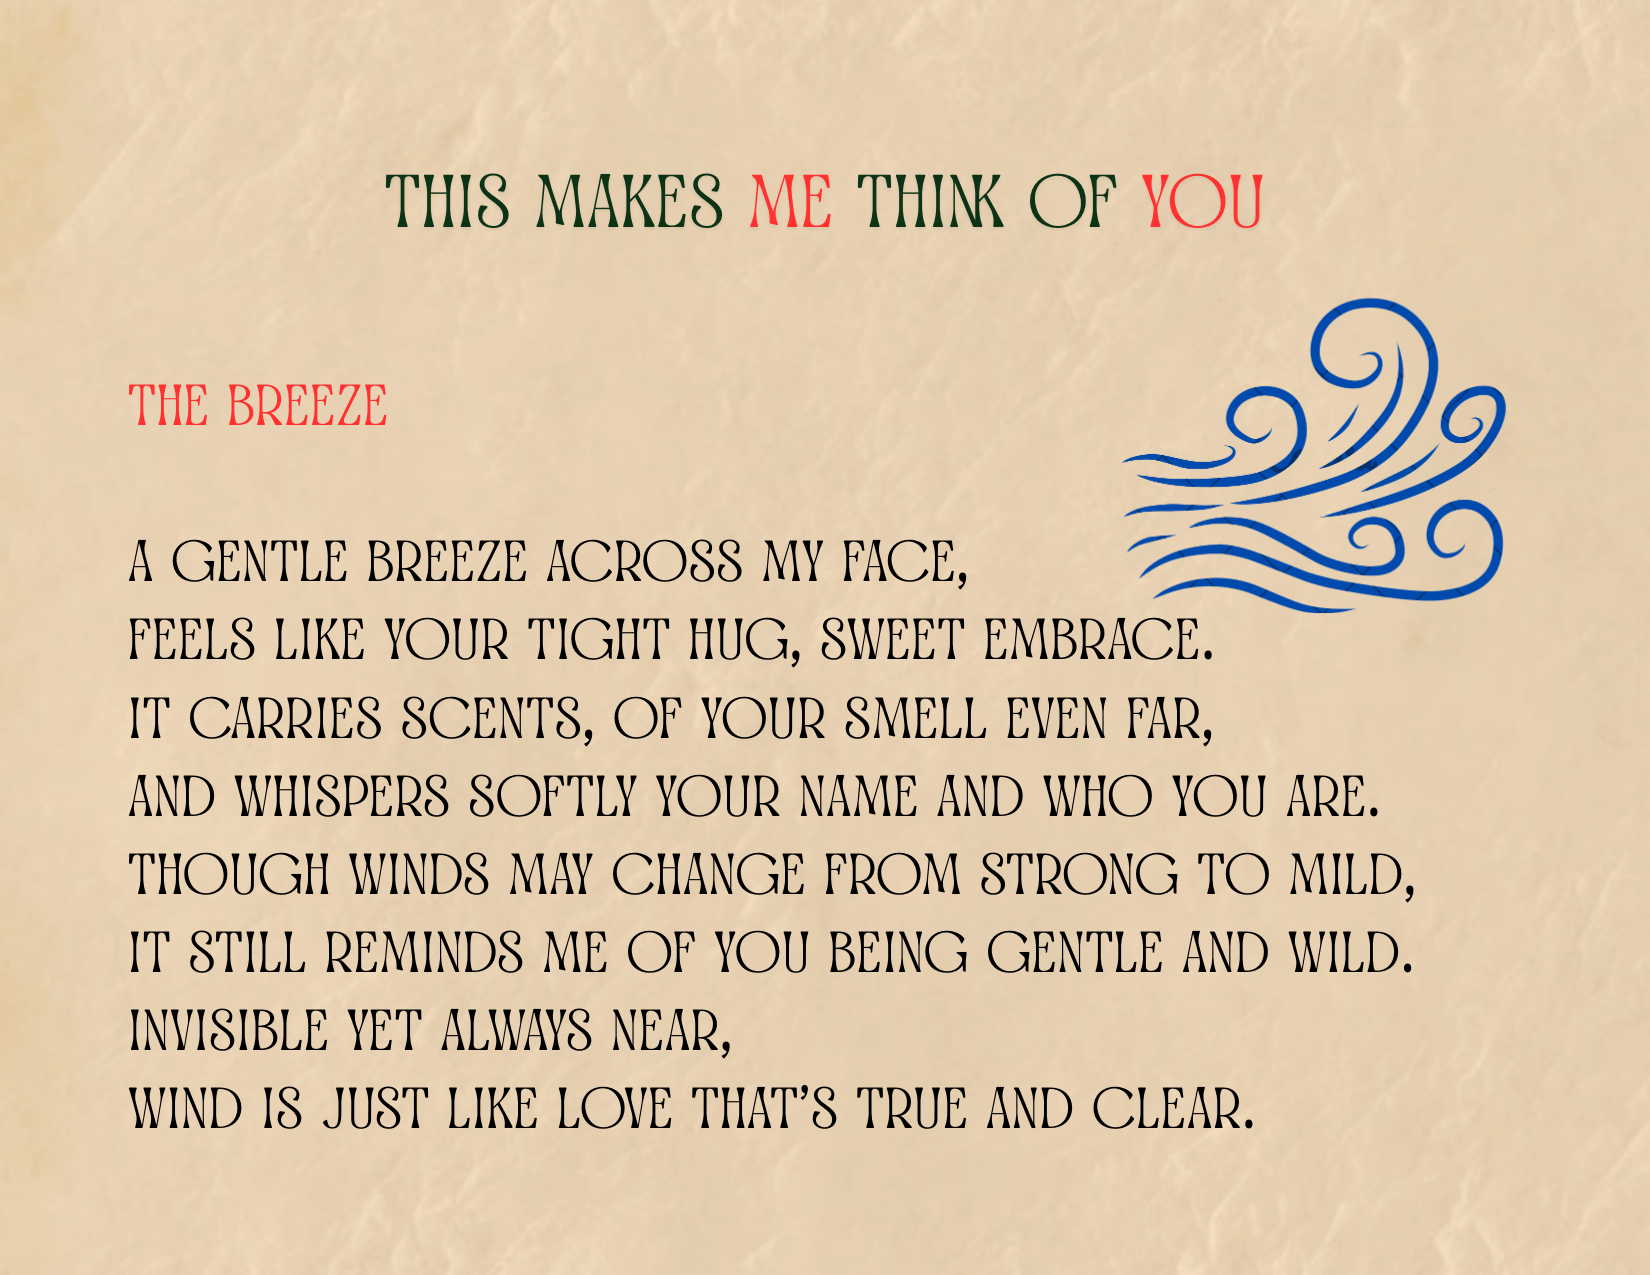 THIS MAKES ME THINK OF YOU
THE BREEZE
A GENTLE BREEZE ACROSS MY FACE,
FEELS LIKE YOUR TIGHT HUG, SWEET EMBRACE.
IT CARRIES SCENTS, OF YOUR SMELL EVEN FAR,
AND WHISPERS SOFTLY YOUR NAME AND WHO YOU ARE.
THOUGH WINDS MAY CHANGE FROM STRONG TO MILD,
IT STILL REMINDS ME OF YOU BEING GENTLE AND WILD.
INVISIBLE YET ALWAYS NEAR,
WIND IS JUST LIKE LOVE THAT’S TRUE AND CLEAR.